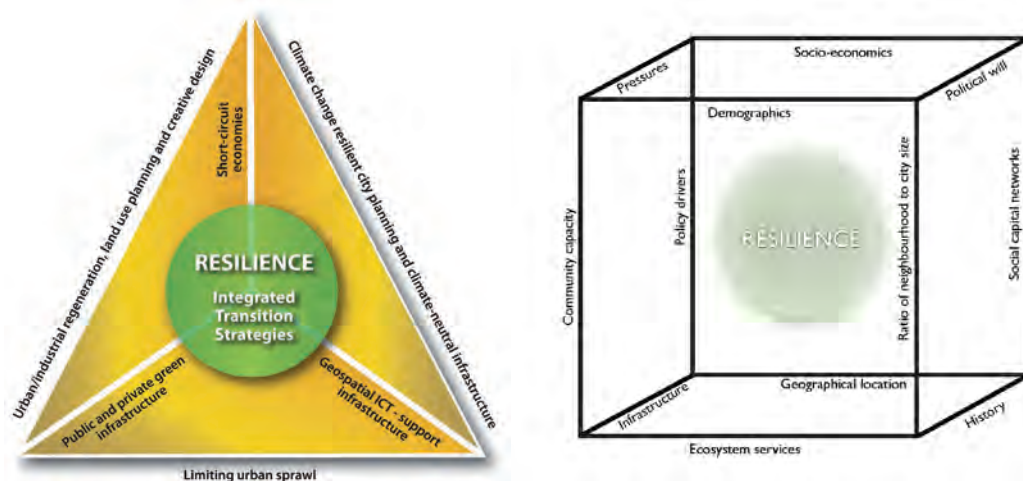 Urban/industrial regeneration, land use planning and creative design
Climate change resilient city planning and climate-neutral infrastructure
Short-circuit
economies
RESILIENCE
Integrated
Transition
Strategies
Public and private green
infrastructure
Geospatial ICT - support
infrastructure
Limiting urban sprawl
Socio-economics
Pressures
Political will
Demographics
Community capacity
Policy drivers
RESILIENCE
Ratio of neighbourhood to city size
Social capital networks
Geographical location
Infrastructure
History
Ecosystem services